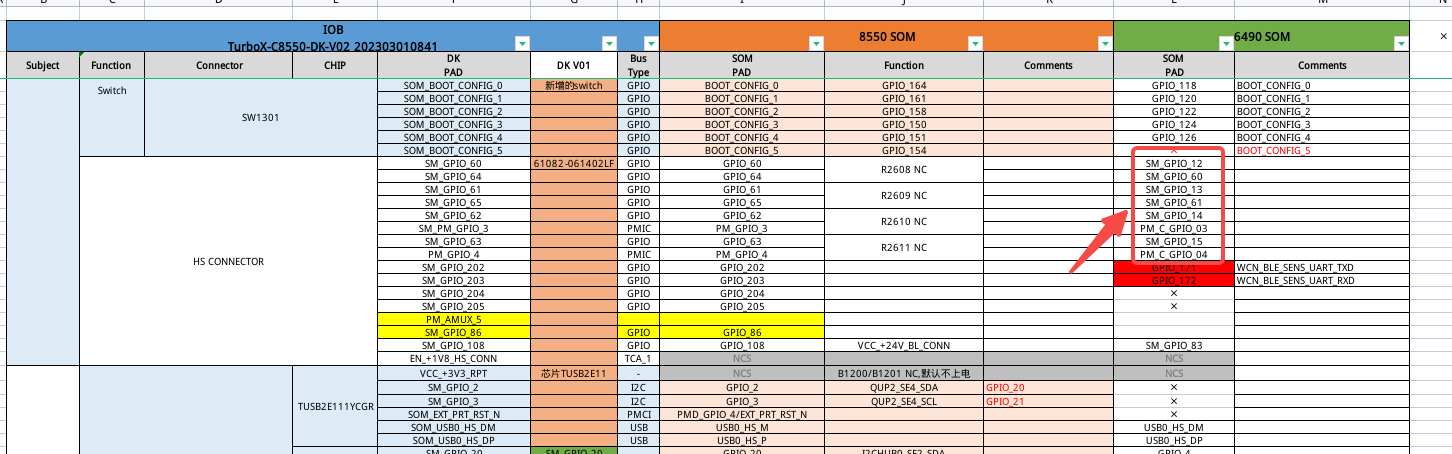 IOB 8550 SOM 6490 SOM ×
TurboX-C8550-DK-V02_202303010841
Subject Function Connector CHIP DK PAD DK V01 Bus Type SOM PAD Function Comments SOM PAD Comments
Switch SW1301 SOM_BOOT_CONFIG_0 新增的switch GPIO BOOT_CONFIG_0 GPIO_164 GPIO_118 BOOT_CONFIG_0
SOM_BOOT_CONFIG_1 GPIO BOOT_CONFIG_1 GPIO_161 GPIO_120 BOOT_CONFIG_1
SOM_BOOT_CONFIG_2 GPIO BOOT_CONFIG_2 GPIO_158 GPIO_122 BOOT_CONFIG_2
SOM_BOOT_CONFIG_3 GPIO BOOT_CONFIG_3 GPIO_150 GPIO_124 BOOT_CONFIG_3
SOM_BOOT_CONFIG_4 GPIO BOOT_CONFIG_4 GPIO_151 GPIO_126 BOOT_CONFIG_4
SOM_BOOT_CONFIG_5 GPIO BOOT_CONFIG_5 GPIO_154 × BOOT_CONFIG_5
HS CONNECTOR SM_GPIO_60 61082-061402LF GPIO GPIO_60 R2608 NC SM_GPIO_12
SM_GPIO_64 GPIO GPIO_64 SM_GPIO_60
SM_GPIO_61 GPIO GPIO_61 R2609 NC SM_GPIO_13
SM_GPIO_65 GPIO GPIO_65 SM_GPIO_61
SM_GPIO_62 GPIO GPIO_62 R2610 NC SM_GPIO_14
SM_PM_GPIO_3 PMIC PM_GPIO_3 PM_C_GPIO_03
SM_GPIO_63 GPIO GPIO_63 R2611 NC SM_GPIO_15
PM_GPIO_4 PMIC PM_GPIO_4 PM_C_GPIO_04
SM_GPIO_202 GPIO GPIO_202 GPIO_171 WCN_BLE_SENS_UART_TXD
SM_GPIO_203 GPIO GPIO_203 GPIO_172 WCN_BLE_SENS_UART_RXD
SM_GPIO_204 GPIO GPIO_204 ×
SM_GPIO_205 GPIO GPIO_205 ×
PM_AMUX_5
SM_GPIO_86 GPIO GPIO_86
SM_GPIO_108 GPIO GPIO_108 VCC_+24V_BL_CONN SM_GPIO_83
EN_+1V8_HS_CONN TCA_1 NCS NCS
TUSB2E111YCGR VCC_+3V3_RPT 芯片TUSB2E11 - NCS B1200/B1201 NC,默认不上电 NCS
SM_GPIO_2 I2C GPIO_2 QUP2_SE4_SDA GPIO_20 ×
SM_GPIO_3 I2C GPIO_3 QUP2_SE4_SCL GPIO_21 ×
SOM_EXT_PRT_RST_N PMCI PMD_GPIO_4/EXT_PRT_RST_N ×
SOM_USB0_HS_DM USB USB0_HS_M USB0_HS_DM
SOM_USB0_HS_DP USB USB0_HS_P USB0_HS_DP